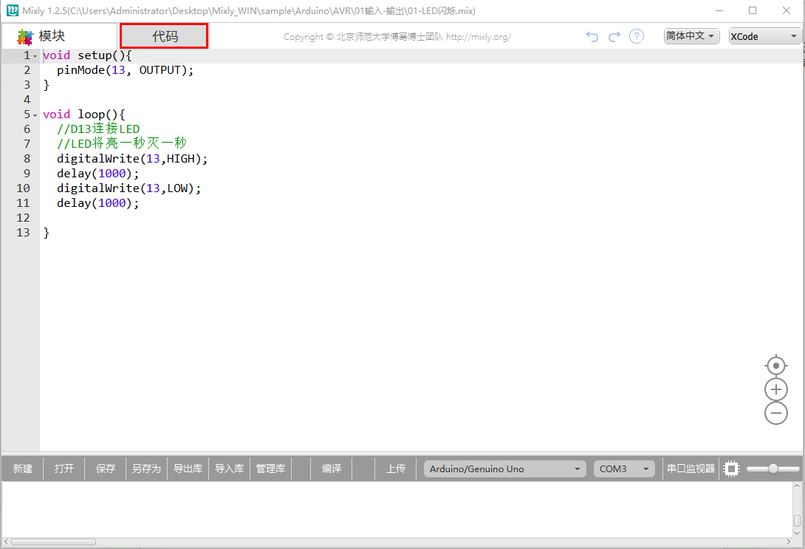 Mixly 1.2.5(C:\Users\Administrator\Desktop\Mixly_WIN\sample\Arduino\AVR\01输入-输出\01-LED闪烁.mix)
模块 代码 Copyright © 北京师范大学傅骞博士团队 http://mixly.org/ 简体中文 XCode
1 void setup(){
2 pinMode(13, OUTPUT);
3 }
4
5 void loop(){
6 //D13连接LED
7 //LED将亮一秒灭一秒
8 digitalWrite(13,HIGH);
9 delay(1000);
10 digitalWrite(13,LOW);
11 delay(1000);
12
13 }
新建 打开 保存 另存为 导出库 导入库 管理库 编译 上传 Arduino/Genuino Uno COM3 串口监视器